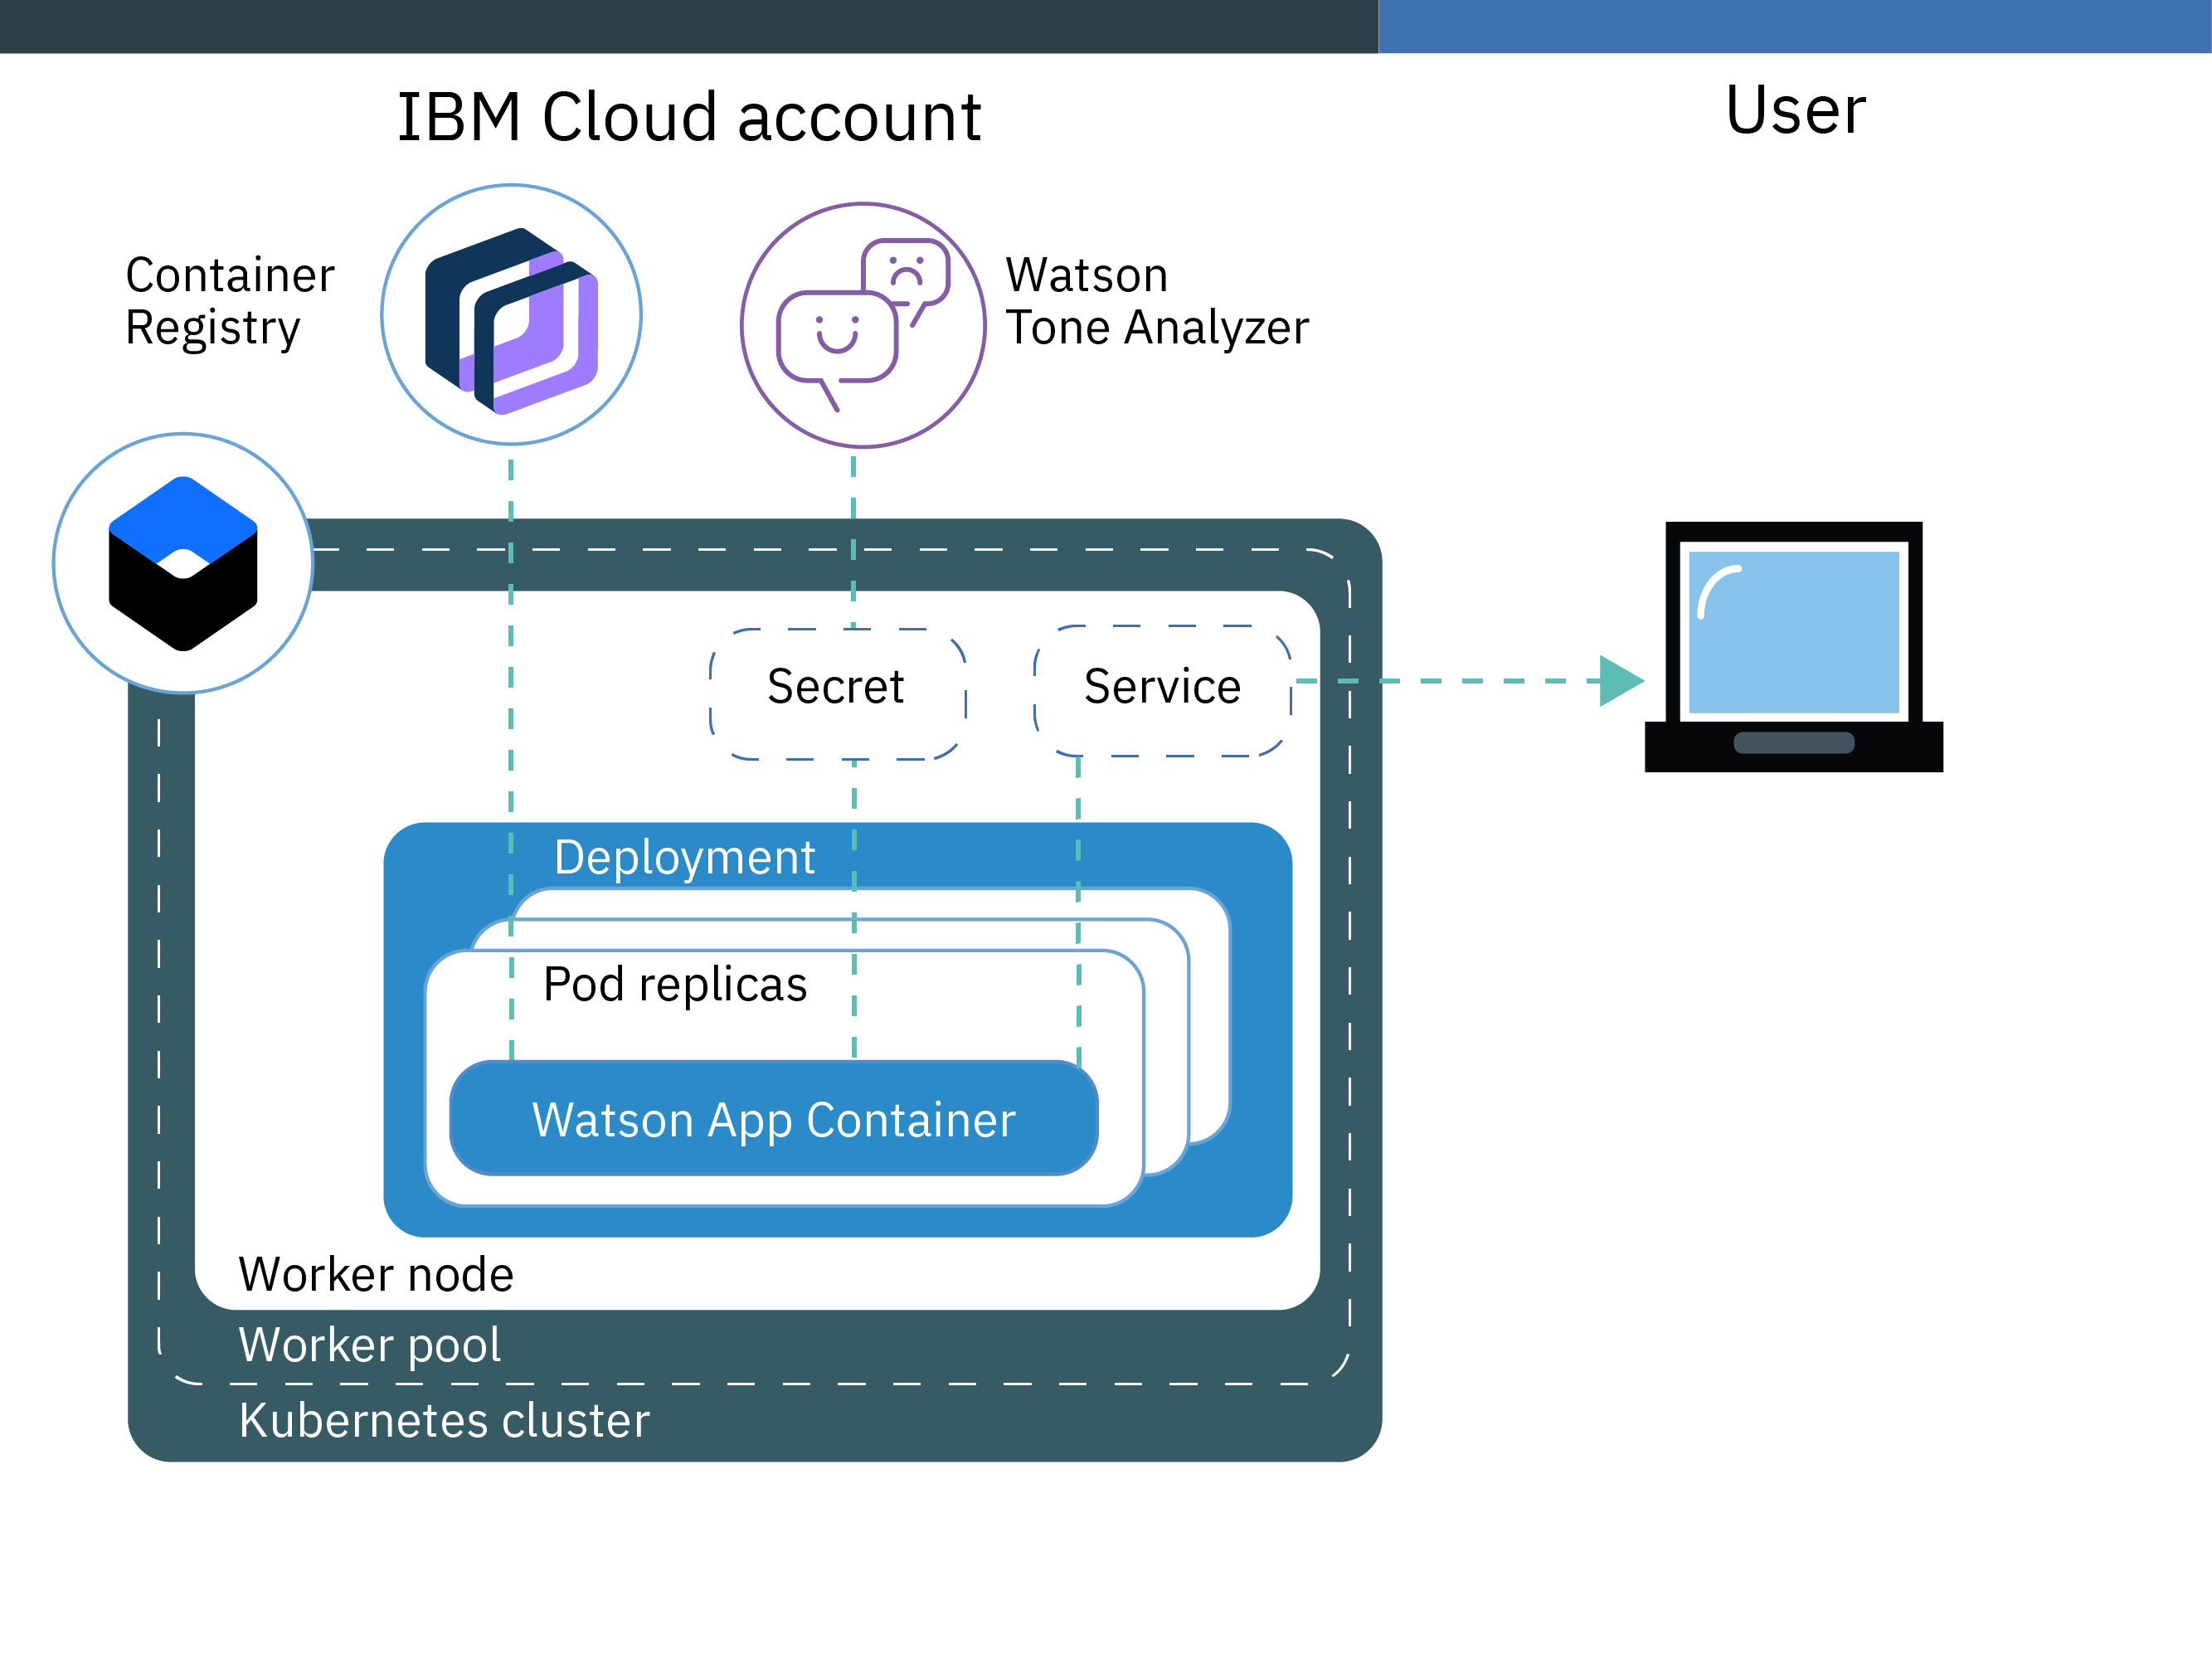 IBM Cloud account
User
Container
Registry
Watson
Tone Analyzer
Secret
Service
Deployment
Pod replicas
Watson App Container
Worker node
Worker pool
Kubernetes cluster